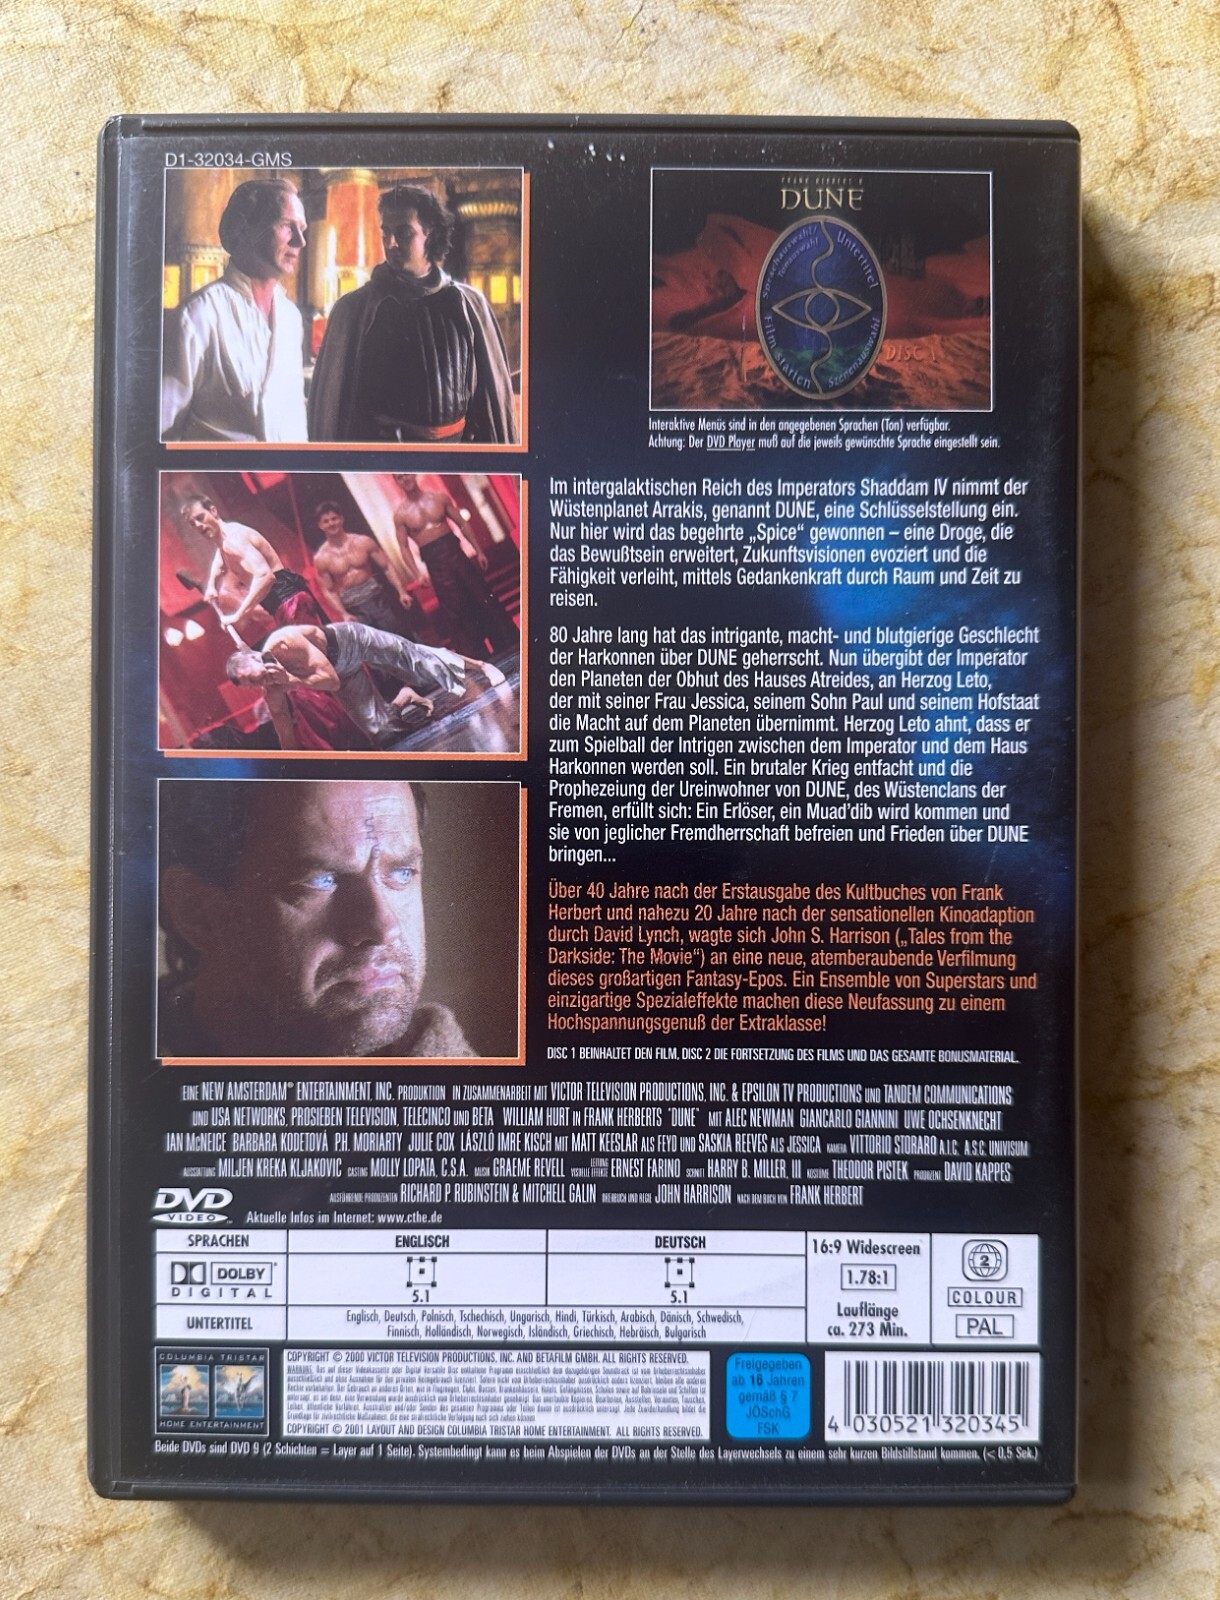 D1-32034-GMS
FRANK HERBERT'S
DUNE
Sprachauswahl/
Tonauswahl
Untertitel
Film starten
Szenenauswahl
DISC 1
Interaktive Menüs sind in den angegebenen Sprachen (Ton) verfügbar.
Achtung: Der DVD Player muß auf die jeweils gewünschte Sprache eingestellt sein.
Im intergalaktischen Reich des Imperators Shaddam IV nimmt der
Wüstenplanet Arrakis, genannt DUNE, eine Schlüsselstellung ein.
Nur hier wird das begehrte „Spice“ gewonnen – eine Droge, die
das Bewußtsein erweitert, Zukunftsvisionen evoziert und die
Fähigkeit verleiht, mittels Gedankenkraft durch Raum und Zeit zu
reisen.
80 Jahre lang hat das intrigante, macht- und blutgierige Geschlecht
der Harkonnen über DUNE geherrscht. Nun übergibt der Imperator
den Planeten der Obhut des Hauses Atreides, an Herzog Leto,
der mit seiner Frau Jessica, seinem Sohn Paul und seinem Hofstaat
die Macht auf dem Planeten übernimmt. Herzog Leto ahnt, dass er
zum Spielball der Intrigen zwischen dem Imperator und dem Haus
Harkonnen werden soll. Ein brutaler Krieg entfacht und die
Prophezeiung der Ureinwohner von DUNE, des Wüstenclans der
Fremen, erfüllt sich: Ein Erlöser, ein Muad'dib wird kommen und
sie von jeglicher Fremdherrschaft befreien und Frieden über DUNE
bringen...
Über 40 Jahre nach der Erstausgabe des Kultbuches von Frank
Herbert und nahezu 20 Jahre nach der sensationellen Kinoadaption
durch David Lynch, wagte sich John S. Harrison („Tales from the
Darkside: The Movie“) an eine neue, atemberaubende Verfilmung
dieses großartigen Fantasy-Epos. Ein Ensemble von Superstars und
einzigartige Spezialeffekte machen diese Neufassung zu einem
Hochspannungsgenuß der Extraklasse!
DISC 1 BEINHALTET DEN FILM, DISC 2 DIE FORTSETZUNG DES FILMS UND DAS GESAMTE BONUSMATERIAL.
EINE NEW AMSTERDAM® ENTERTAINMENT, INC. PRODUKTION IN ZUSAMMENARBEIT MIT VICTOR TELEVISION PRODUCTIONS, INC. & EPSILON TV PRODUCTIONS UND TANDEM COMMUNICATIONS
UND USA NETWORKS, PROSIEBEN TELEVISION, TELECINCO UND BETA WILLIAM HURT IN FRANK HERBERTS "DUNE" MIT ALEC NEWMAN GIANCARLO GIANNINI UWE OCHSENKNECHT
IAN McNEICE BARBARA KODETOVÁ P.H. MORIARTY JULIE COX LÁSZLÓ IMRE KISCH MIT MATT KEESLAR ALS FEYD UND SASKIA REEVES ALS JESSICA KAMERA VITTORIO STORARO A.I.C. A.S.C. UNIVISIUM
AUSSTATTUNG MILJEN KREKA KLJAKOVIC CASTING MOLLY LOPATA, C.S.A. MUSIK GRAEME REVELL LEITUNG VISUELLE EFFEKTE ERNEST FARINO SCHNITT HARRY B. MILLER, III KOSTÜME THEODOR PISTEK PRODUZENT DAVID KAPPES
AUSFÜHRENDE PRODUZENTEN RICHARD P. RUBINSTEIN & MITCHELL GALIN DREHBUCH UND REGIE JOHN HARRISON NACH DEM BUCH VON FRANK HERBERT
DVD
VIDEO
Aktuelle Infos im Internet: www.cthe.de
SPRACHEN
ENGLISCH
DEUTSCH
DOLBY
DIGITAL
5.1
5.1
UNTERTITEL
Englisch, Deutsch, Polnisch, Tschechisch, Ungarisch, Hindi, Türkisch, Arabisch, Dänisch, Schwedisch,
Finnisch, Holländisch, Norwegisch, Isländisch, Griechisch, Hebräisch, Bulgarisch
16:9 Widescreen
1.78:1
Lauflänge
ca. 273 Min.
2
COLOUR
PAL
COLUMBIA TRISTAR
HOME ENTERTAINMENT
COPYRIGHT © 2000 VICTOR TELEVISION PRODUCTIONS, INC. AND BETAFILM GMBH. ALL RIGHTS RESERVED.
COPYRIGHT © 2001 LAYOUT AND DESIGN COLUMBIA TRISTAR HOME ENTERTAINMENT. ALL RIGHTS RESERVED.
Freigegeben
ab 16 Jahren
gemäß § 7
JÖSchG
FSK
4 030521 320345
Beide DVDs sind DVD 9 (2 Schichten = Layer auf 1 Seite). Systembedingt kann es beim Abspielen der DVDs an der Stelle des Layerwechsels zu einem sehr kurzen Bildstillstand kommen. (< 0,5 Sek.)